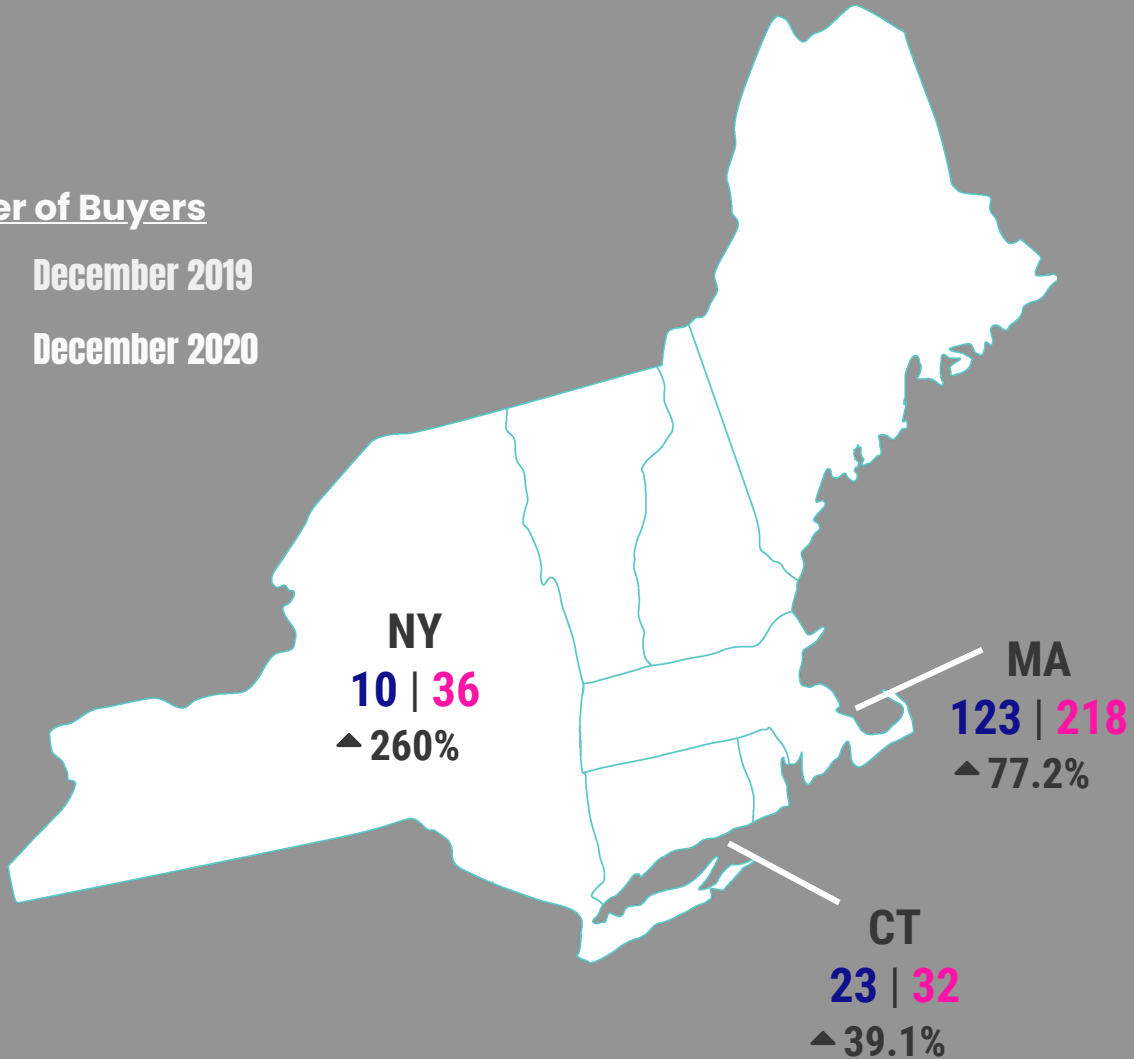 er of Buyers
December 2019
December 2020
NY
10 | 36
260%
MA
123 | 218
77.2%
CT
23 | 32
39.1%